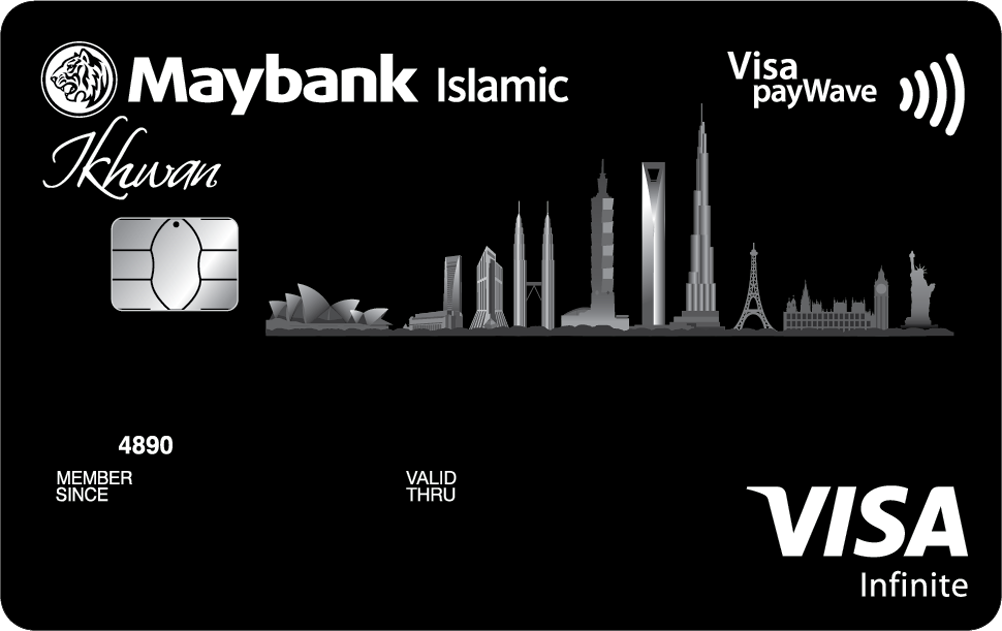 Maybank Islamic
Visa
payWave
Ikhwan
4890
MEMBER
SINCE
VALID
THRU
VISA
Infinite